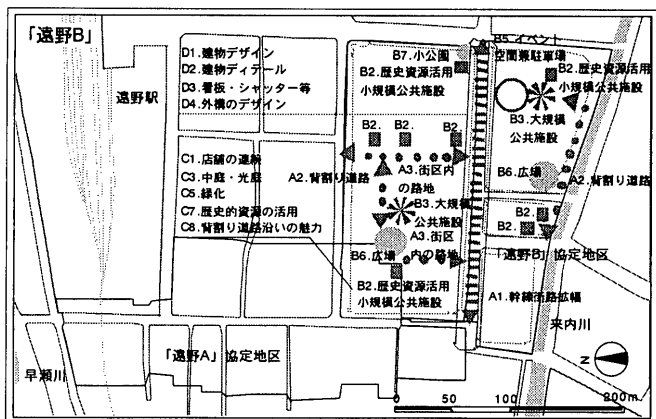 「遠野B」
遠野駅
D1.建物デザイン
D2.建物ディテール
D3.看板・シャッター等
D4.外構のデザイン
C1.店舗の連続
C3.中庭・光庭
C5.緑化
C7.歴史的資源の活用
C8.背割り道路沿いの魅力
B5.イベント
空間兼駐車場
B7.小公園
B2.歴史資源活用
小規模公共施設
B2.歴史資源活用
小規模公共施設
B3.大規模
公共施設
B2.
B2.
B2.
A2.背割り道路
A3.街区内
の路地
B6.広場
A2.背割り道路
B3.大規模
公共施設
B2.
B2.
A3.街区
内の路地
B6.広場
「遠野B」協定地区
B2.歴史資源活用
小規模公共施設
A1.幹線街路拡幅
来内川
「遠野A」協定地区
早瀬川
N
0
50
100
200m